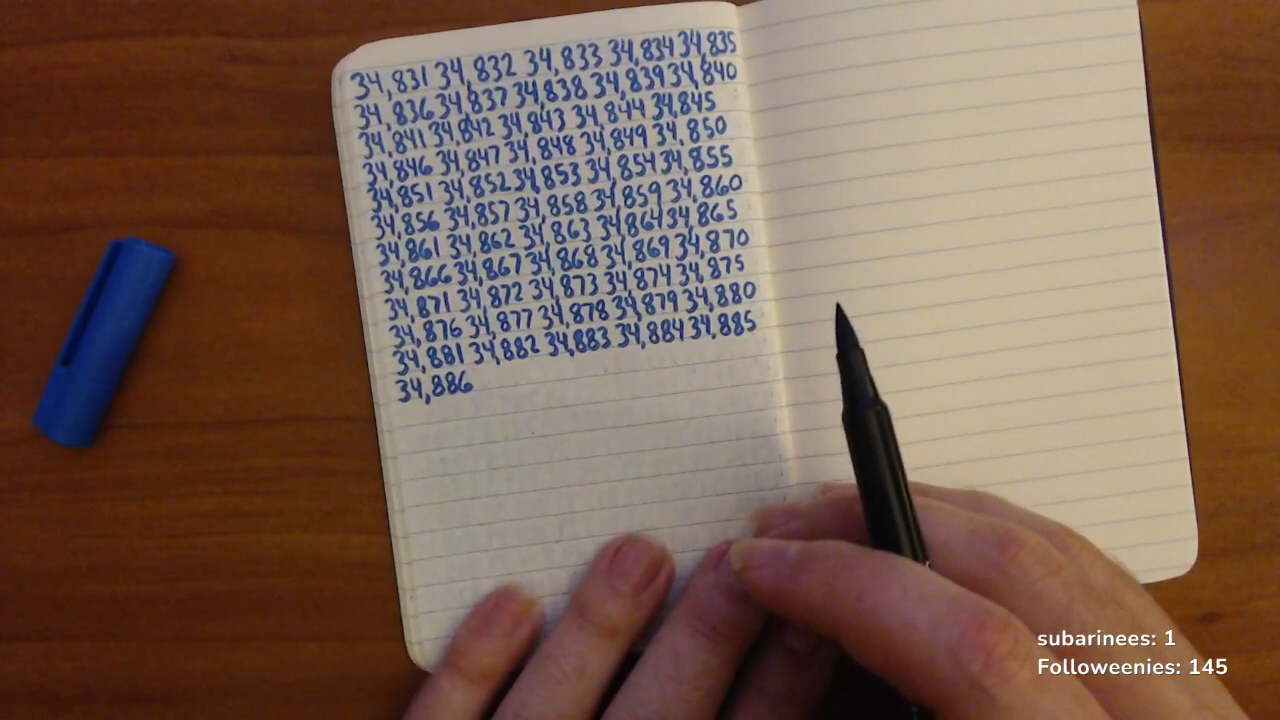 34,831 34,832 34,833 34,834 34,835
34,836 34,837 34,838 34,839 34,840
34,841 34,842 34,843 34,844 34,845
34,846 34,847 34,848 34,849 34,850
34,851 34,852 34,853 34,854 34,855
34,856 34,857 34,858 34,859 34,860
34,861 34,862 34,863 34,864 34,865
34,866 34,867 34,868 34,869 34,870
34,871 34,872 34,873 34,874 34,875
34,876 34,877 34,878 34,879 34,880
34,881 34,882 34,883 34,884 34,885
34,886
subarinees: 1
Followeenies: 145